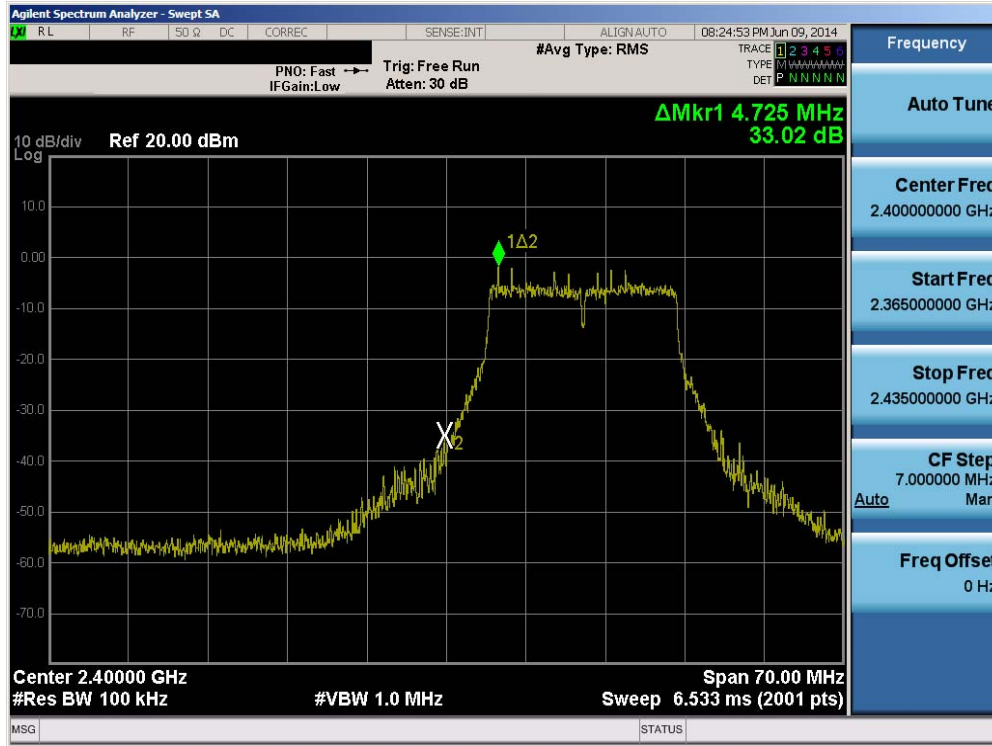 Agilent Spectrum Analyzer - Swept SA
LXI RL RF 50 Ω DC CORREC SENSE:INT ALIGN AUTO 08:24:53 PM Jun 09, 2014
#Avg Type: RMS TRACE 1 2 3 4 5 6
PNO: Fast Trig: Free Run TYPE M
IFGain:Low Atten: 30 dB DET P N N N N N
Frequency
ΔMkr1 4.725 MHz
33.02 dB
10 dB/div Ref 20.00 dBm
Log
10.0
0.00
-10.0
-20.0
-30.0
-40.0
-50.0
-60.0
-70.0
1Δ2
X2
Center 2.40000 GHz Span 70.00 MHz
#Res BW 100 kHz #VBW 1.0 MHz Sweep 6.533 ms (2001 pts)
Auto Tune
Center Freq
2.400000000 GHz
Start Freq
2.365000000 GHz
Stop Freq
2.435000000 GHz
CF Step
7.000000 MHz
Auto Man
Freq Offset
0 Hz
MSG STATUS